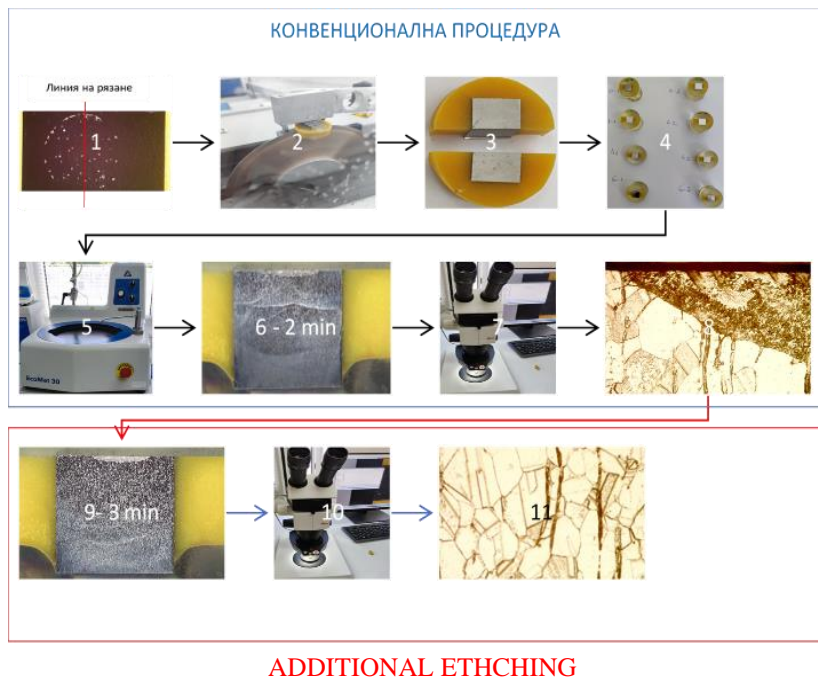 КОНВЕНЦИОНАЛНА ПРОЦЕДУРА
Линия на рязане
1
2
3
4
5
EcoMat 30
6 - 2 min
7
8
9- 3 min
10
11
ADDITIONAL ETHCHING